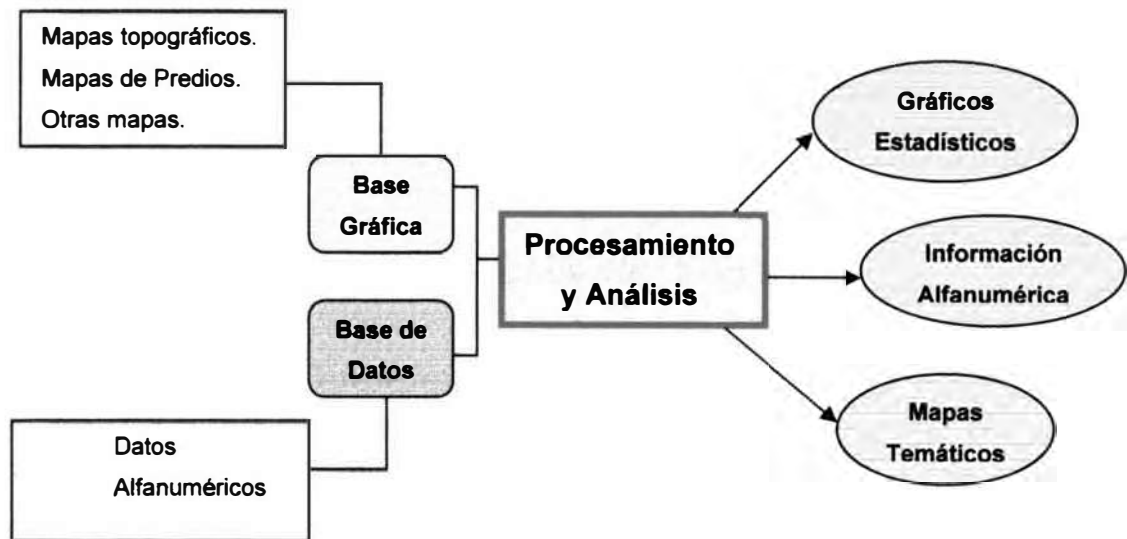 Mapas topográficos.
Mapas de Predios.
Otras mapas.
Base
Gráfica
Base de
Datos
Datos
Alfanuméricos
Procesamiento
y Análisis
Gráficos
Estadísticos
Información
Alfanumérica
Mapas
Temáticos